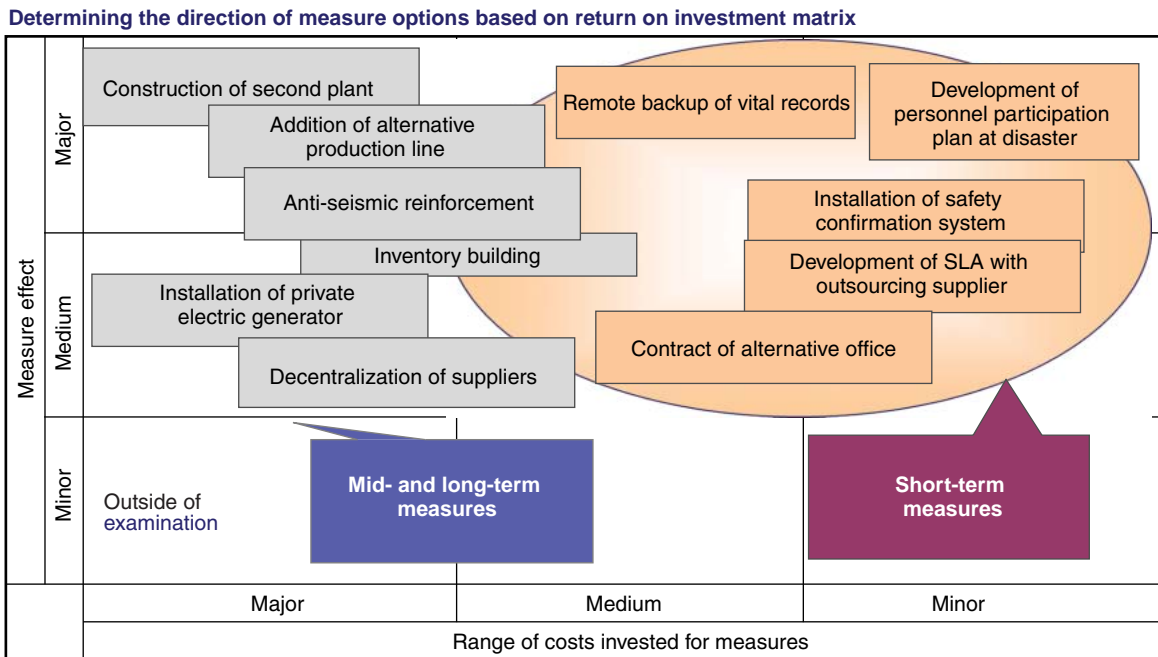 Determining the direction of measure options based on return on investment matrix
Measure effect
Major
Construction of second plant
Addition of alternative
production line
Anti-seismic reinforcement
Remote backup of vital records
Development of
personnel participation
plan at disaster
Installation of safety
confirmation system
Medium
Inventory building
Installation of private
electric generator
Decentralization of suppliers
Development of SLA with
outsourcing supplier
Contract of alternative office
Minor
Outside of
examination
Mid- and long-term
measures
Short-term
measures
Major
Medium
Minor
Range of costs invested for measures